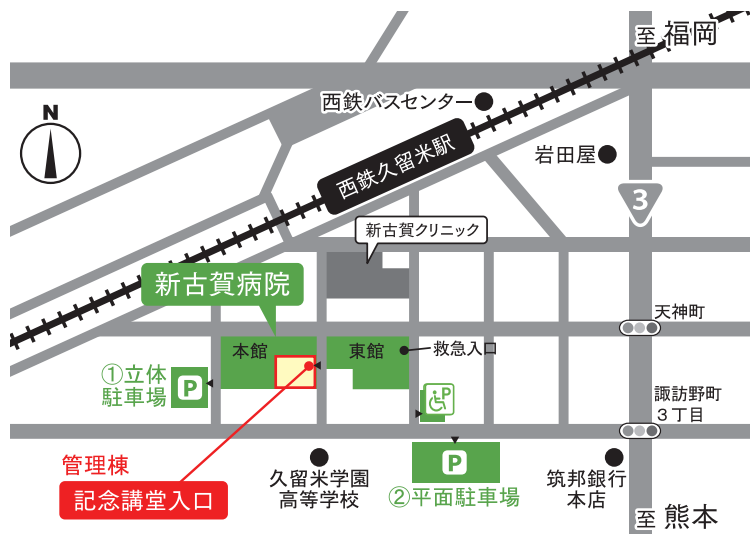 至 福岡
N
西鉄バスセンター
西鉄久留米駅
岩田屋
3
新古賀クリニック
新古賀病院
天神町
本館
東館
救急入口
①立体
駐車場
P
P
諏訪野町
3丁目
管理棟
記念講堂入口
久留米学園
高等学校
P
②平面駐車場
筑邦銀行
本店
至 熊本